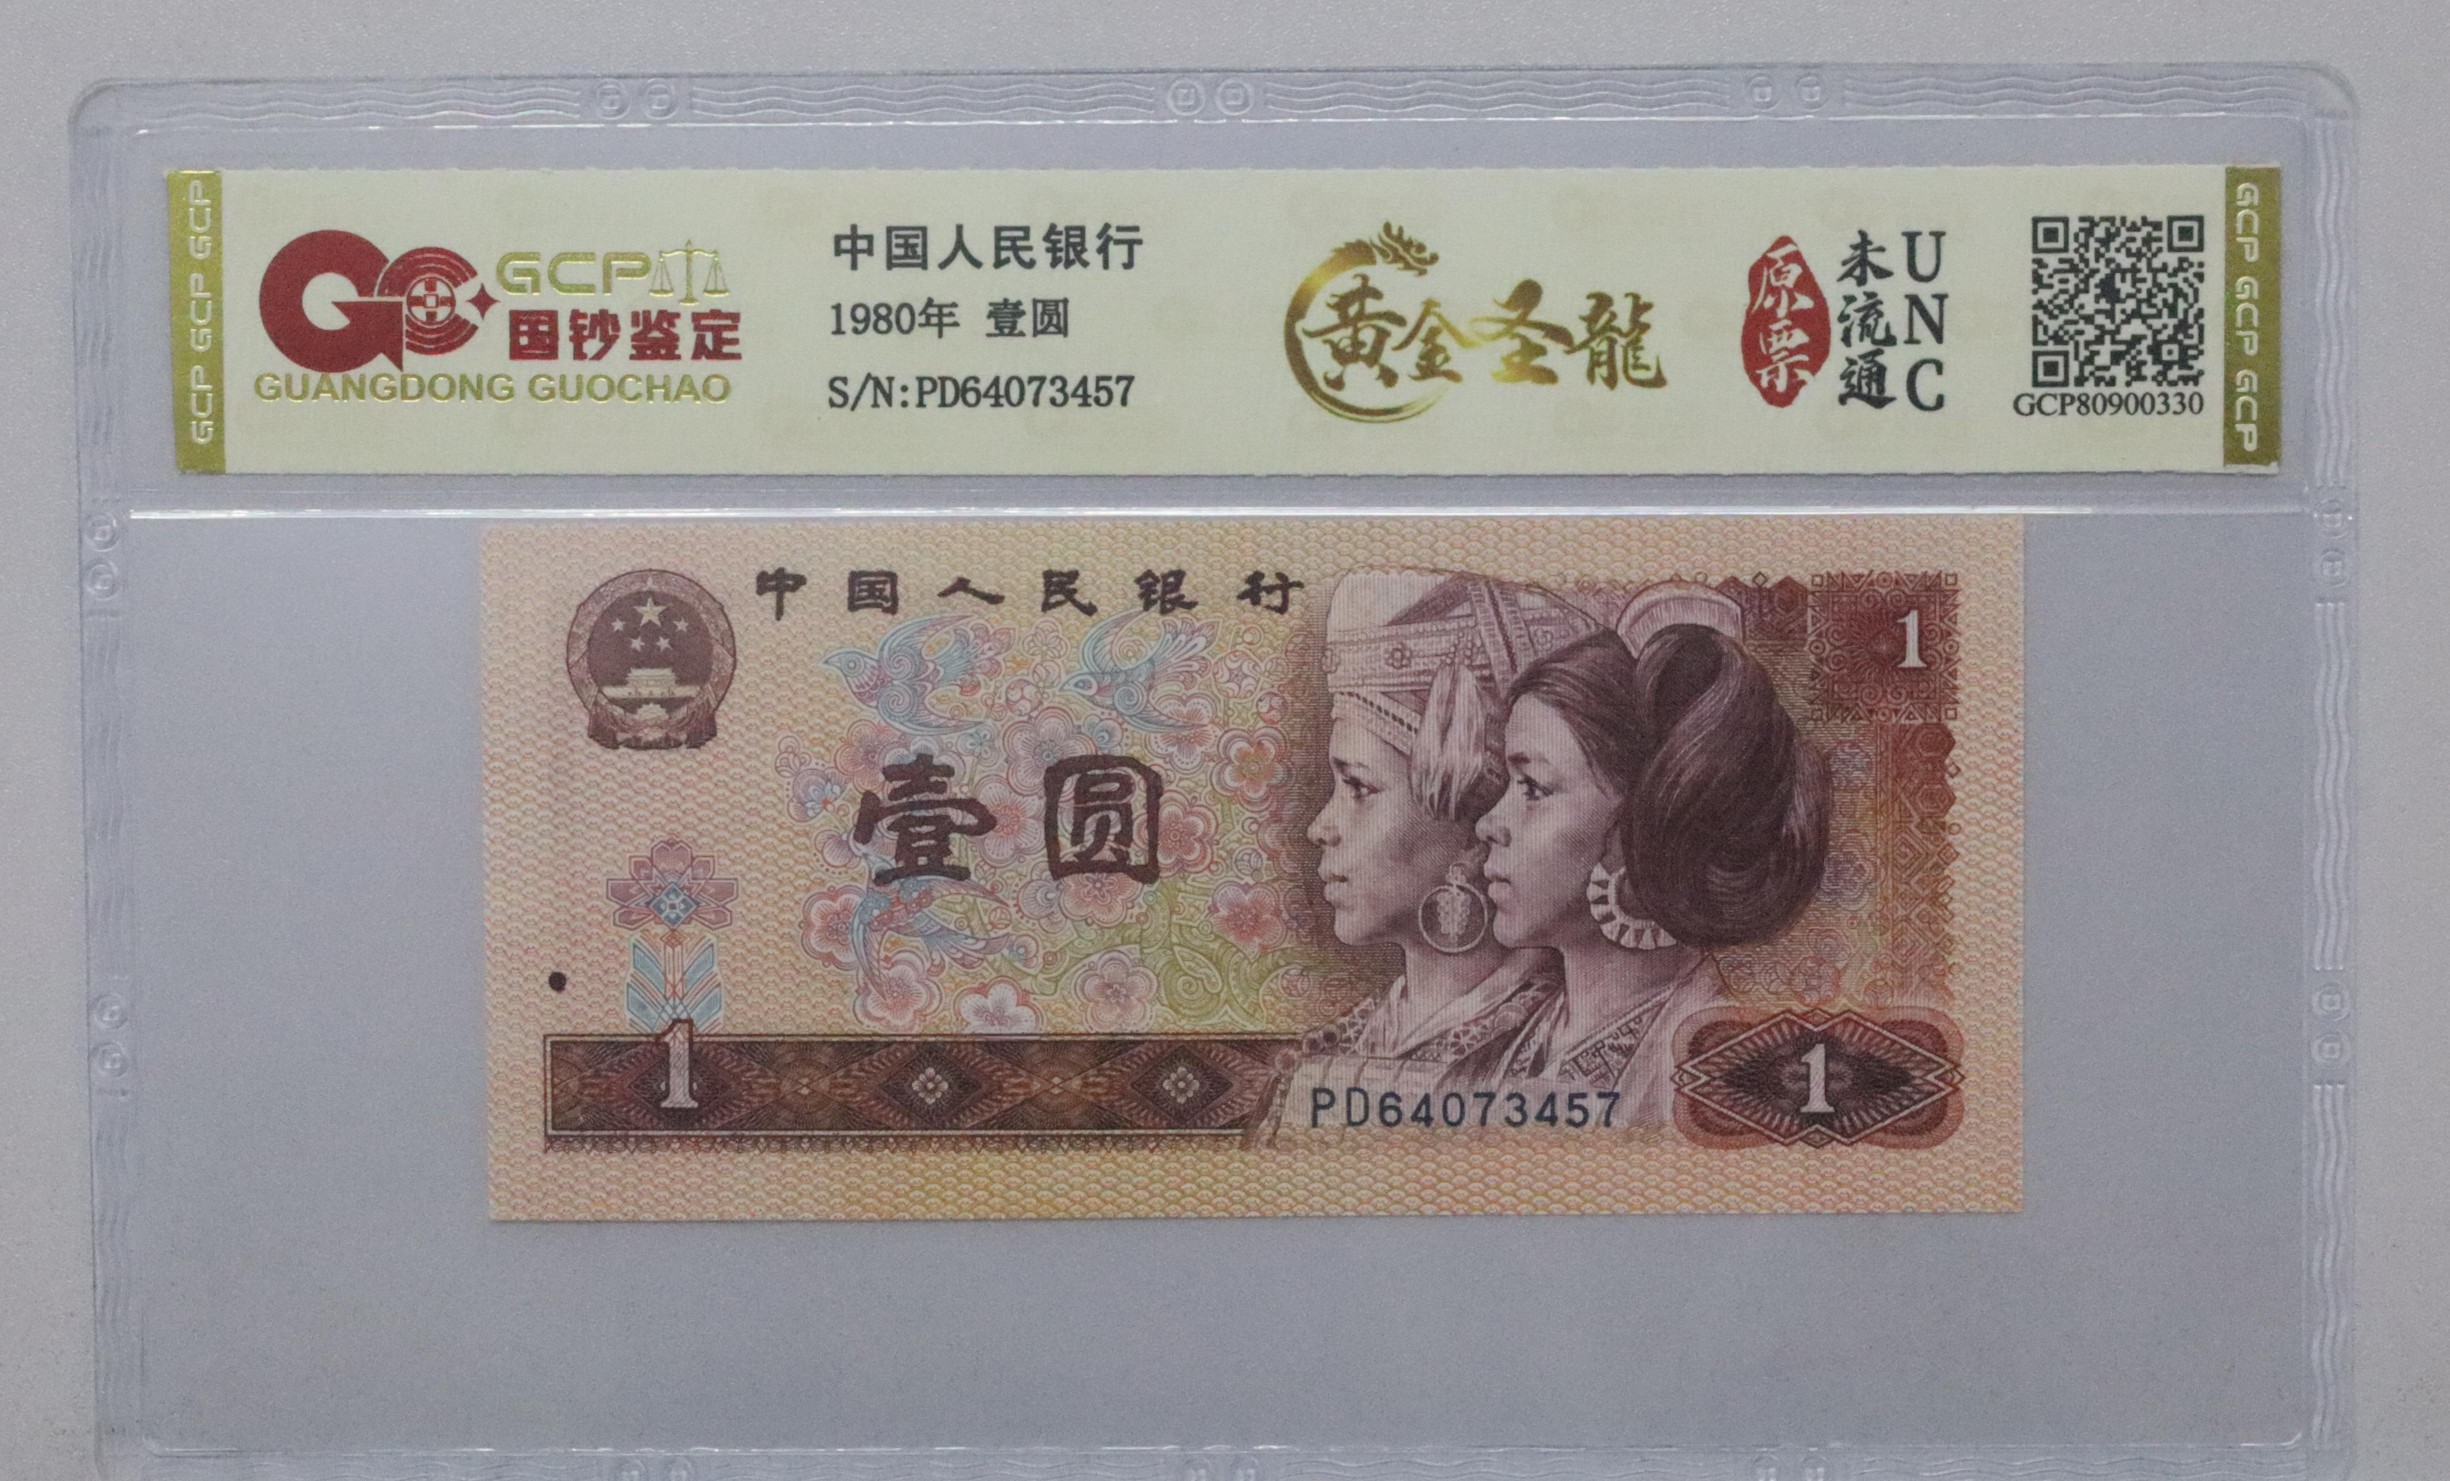 GCP GCP GCP
GCP
国钞鉴定
GUANGDONG GUOCHAO
中国人民银行
1980年 壹圆
S/N:PD64073457
黄金圣龍
原票
未流通
UNC
GCP80900330
GCP GCP GCP
中国人民银行
1
壹圆
1
PD64073457
1